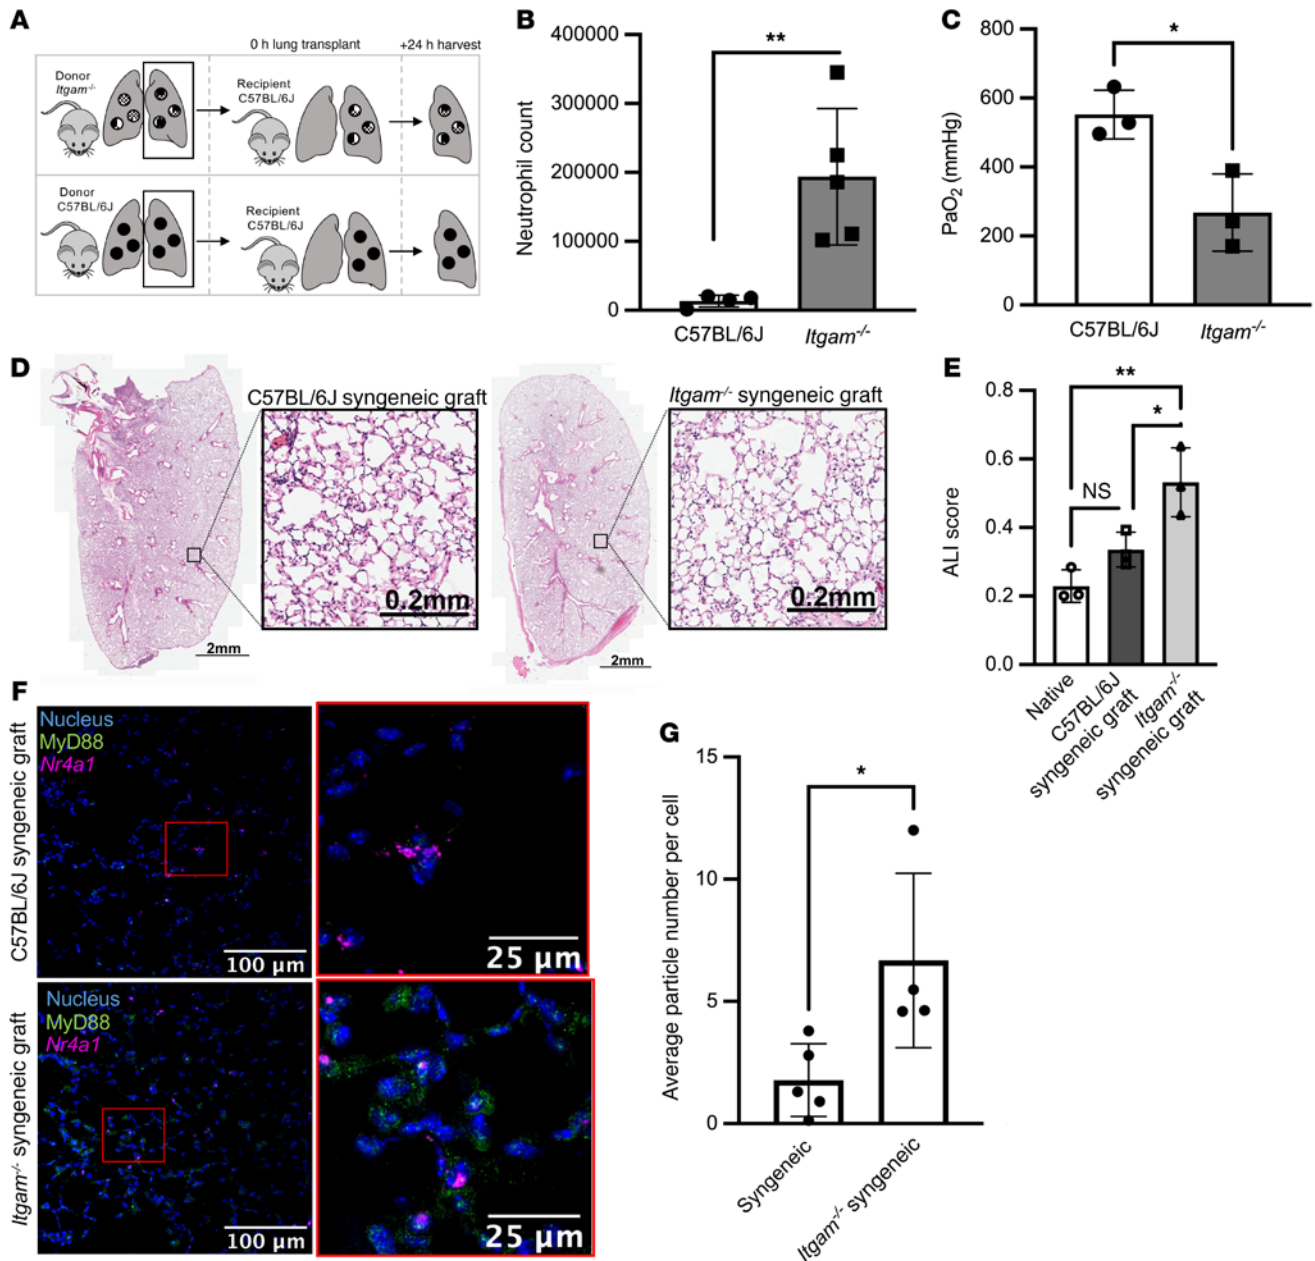 A
0 h lung transplant
+24 h harvest
Donor
Itgam-/-
Recipient
C57BL/6J
Donor
C57BL/6J
Recipient
C57BL/6J
B
Neutrophil count
400000
300000
200000
100000
0
**
C57BL/6J
Itgam-/-
C
PaO2 (mmHg)
800
600
400
200
0
*
C57BL/6J
Itgam-/-
D
C57BL/6J syngeneic graft
0.2mm
2mm
Itgam-/- syngeneic graft
0.2mm
2mm
E
ALI score
0.8
0.6
0.4
0.2
0.0
**
*
NS
Native
C57BL/6J
syngeneic graft
Itgam-/-
syngeneic graft
F
C57BL/6J syngeneic graft
Nucleus
MyD88
Nr4a1
100 µm
25 µm
Itgam-/- syngeneic graft
Nucleus
MyD88
Nr4a1
100 µm
25 µm
G
Average particle number per cell
15
10
5
0
*
Syngeneic
Itgam-/- syngeneic